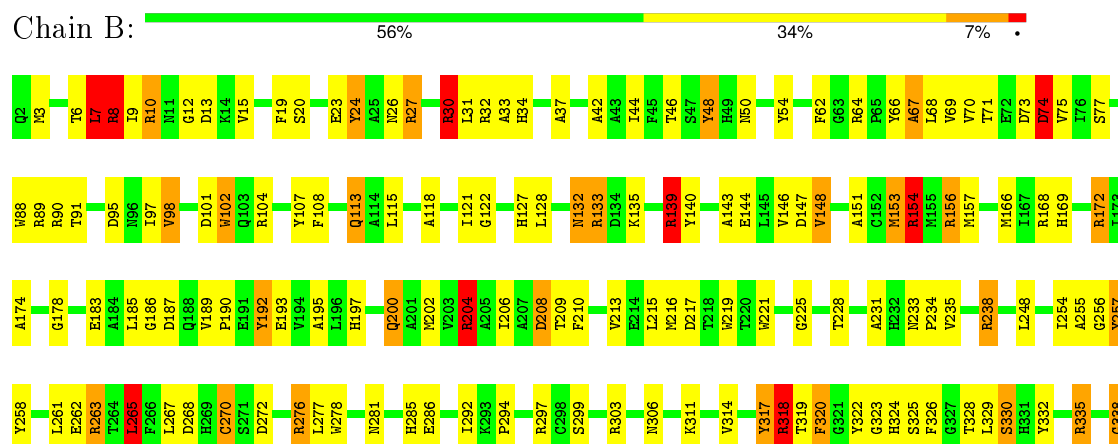 Chain B:
56% 34% 7% •
Q2 M3 T6 L7 R8 I9 R10 N11 G12 D13 K14 V15 F19 S20 E23 Y24 A25 N26 R27 R30 L31 R32 A33 H34 A37 A42 A43 I44 F45 T46 S47 Y48 H49 N50 Y54 F62 G63 R64 P65 Y66 A67 L68 V69 V70 T71 E72 D73 D74 V75 I76 S77
W88 R89 R90 T91 D95 N96 I97 V98 D101 W102 Q103 R104 Y107 F108 Q113 A114 L115 A118 I121 G122 H127 L128 N132 R133 D134 K135 R139 Y140 A143 E144 L145 V146 D147 V148 A151 C152 M153 R154 M155 R156 M157 M166 I167 R168 H169 R172 I173
A174 G178 E183 A184 L185 G186 D187 Q188 V189 P190 E191 Y192 E193 V194 A195 L196 H197 Q200 A201 M202 V203 R204 A205 I206 A207 D208 T209 F210 V213 E214 L215 M216 D217 T218 W219 T220 W221 G225 T228 A231 H232 N233 P234 V235 R238 L248 I254 A255 G256 Y257
Y258 L261 E262 R263 T264 L265 F266 L267 D268 H269 C270 S271 D272 R276 L277 W278 N281 H285 E286 I292 K293 P294 R297 C298 S299 R303 N306 K311 V314 Y317 R318 T319 F320 G321 Y322 G323 H324 S325 F326 G327 T328 L329 S330 H331 Y332 R335